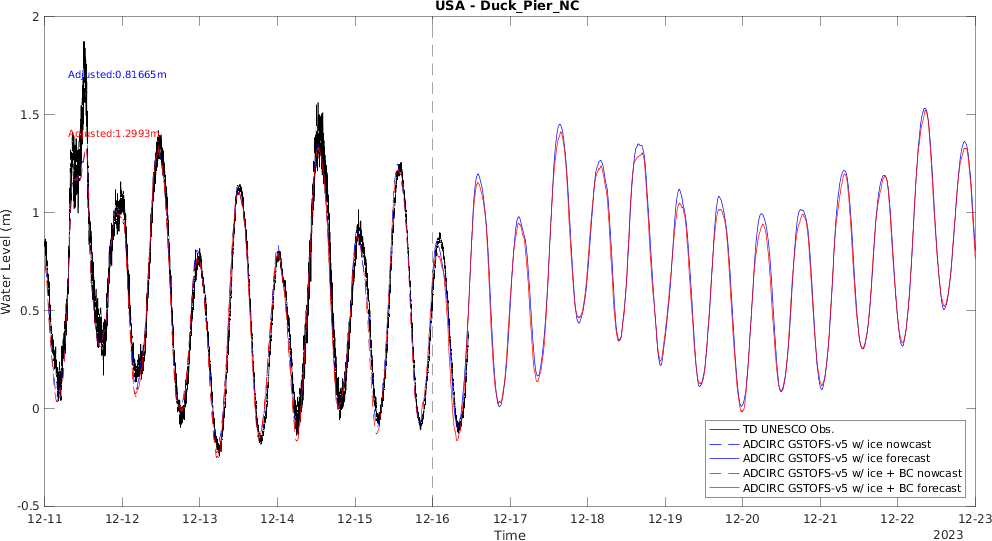 USA - Duck_Pier_NC
2
1.5
1
0.5
0
-0.5
Water Level (m)
Adjusted:0.81665m
Adjusted:1.2993m
TD UNESCO Obs.
ADCIRC GSTOFS-v5 w/ ice nowcast
ADCIRC GSTOFS-v5 w/ ice forecast
ADCIRC GSTOFS-v5 w/ ice + BC nowcast
ADCIRC GSTOFS-v5 w/ ice + BC forecast
12-11 12-12 12-13 12-14 12-15 12-16 12-17 12-18 12-19 12-20 12-21 12-22 12-23
Time
2023